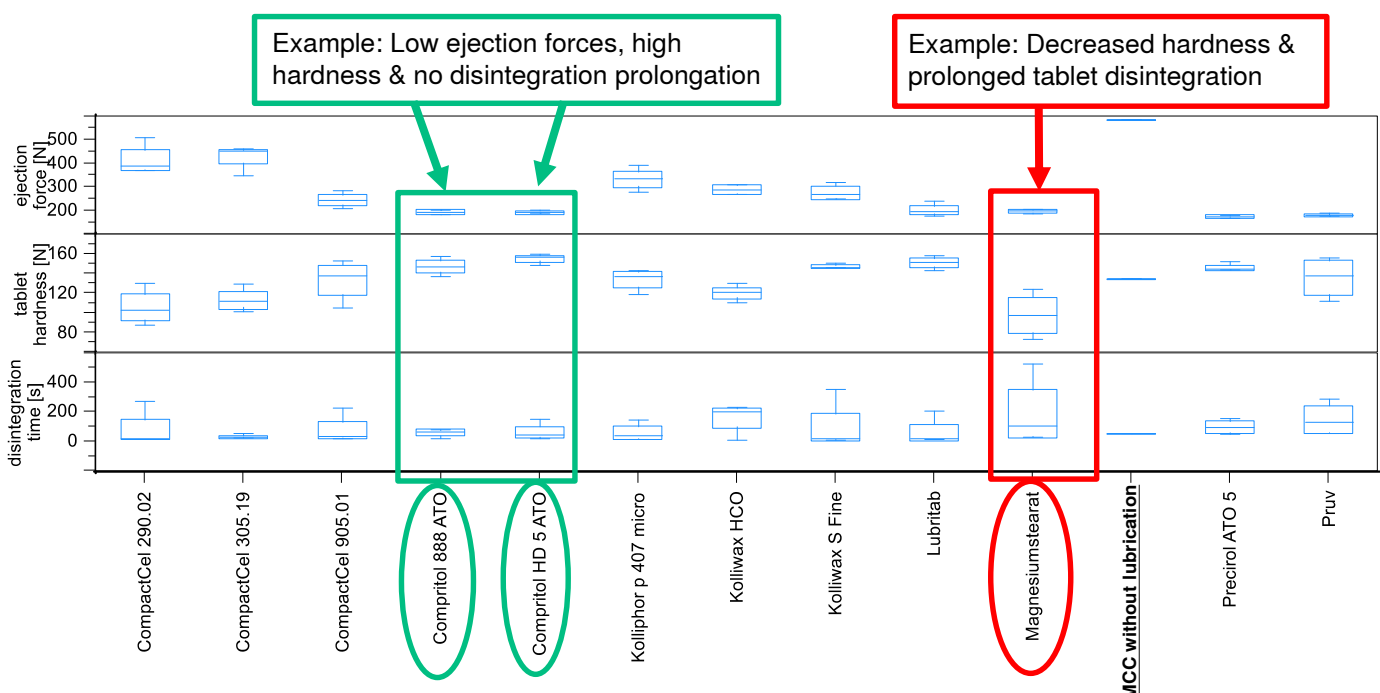 Example: Low ejection forces, high
hardness & no disintegration prolongation
Example: Decreased hardness &
prolonged tablet disintegration
ejection
force [N]
500
400
300
200
tablet
hardness [N]
160
120
80
disintegration
time [s]
400
200
0
CompactCel 290.02
CompactCel 305.19
CompactCel 905.01
Compritol 888 ATO
Compritol HD 5 ATO
Kolliphor p 407 micro
Kolliwax HCO
Kolliwax S Fine
Lubritab
Magnesiumstearat
MCC without lubrication
Precirol ATO 5
Pruv